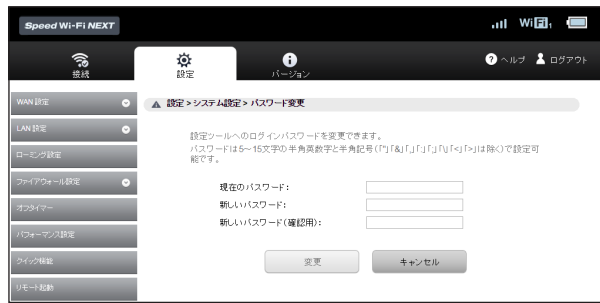 Speed Wi-Fi NEXT
WiFi
接続
設定
バージョン
ヘルプ
ログアウト
WAN 設定
LAN 設定
ローミング設定
ファイアウォール設定
オフタイマー
パフォーマンス設定
クイック機能
リモート起動
設定 > システム設定 > パスワード変更
設定ツールへのログインパスワードを変更できます。
パスワードは5～15文字の半角英数字と半角記号(「"」「&」「,」「:」「;」「\」「<」「>」は除く)で設定可
能です。
現在のパスワード:
新しいパスワード:
新しいパスワード(確認用):
変更
キャンセル